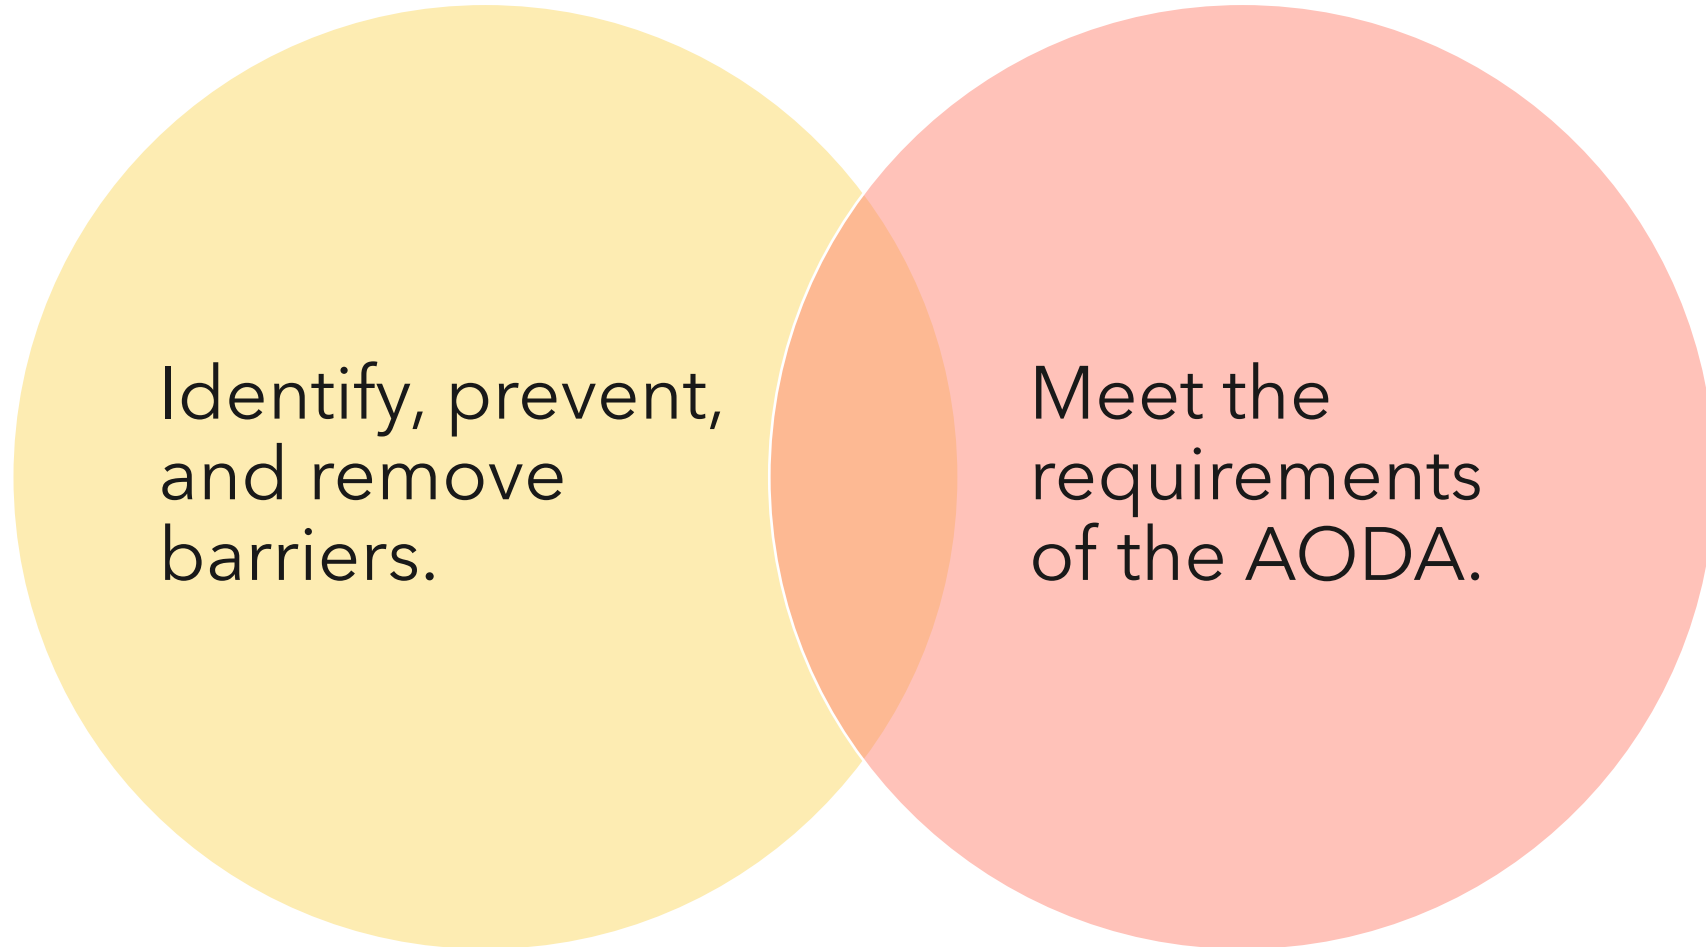 Identify, prevent,
and remove
barriers.
Meet the
requirements
of the AODA.